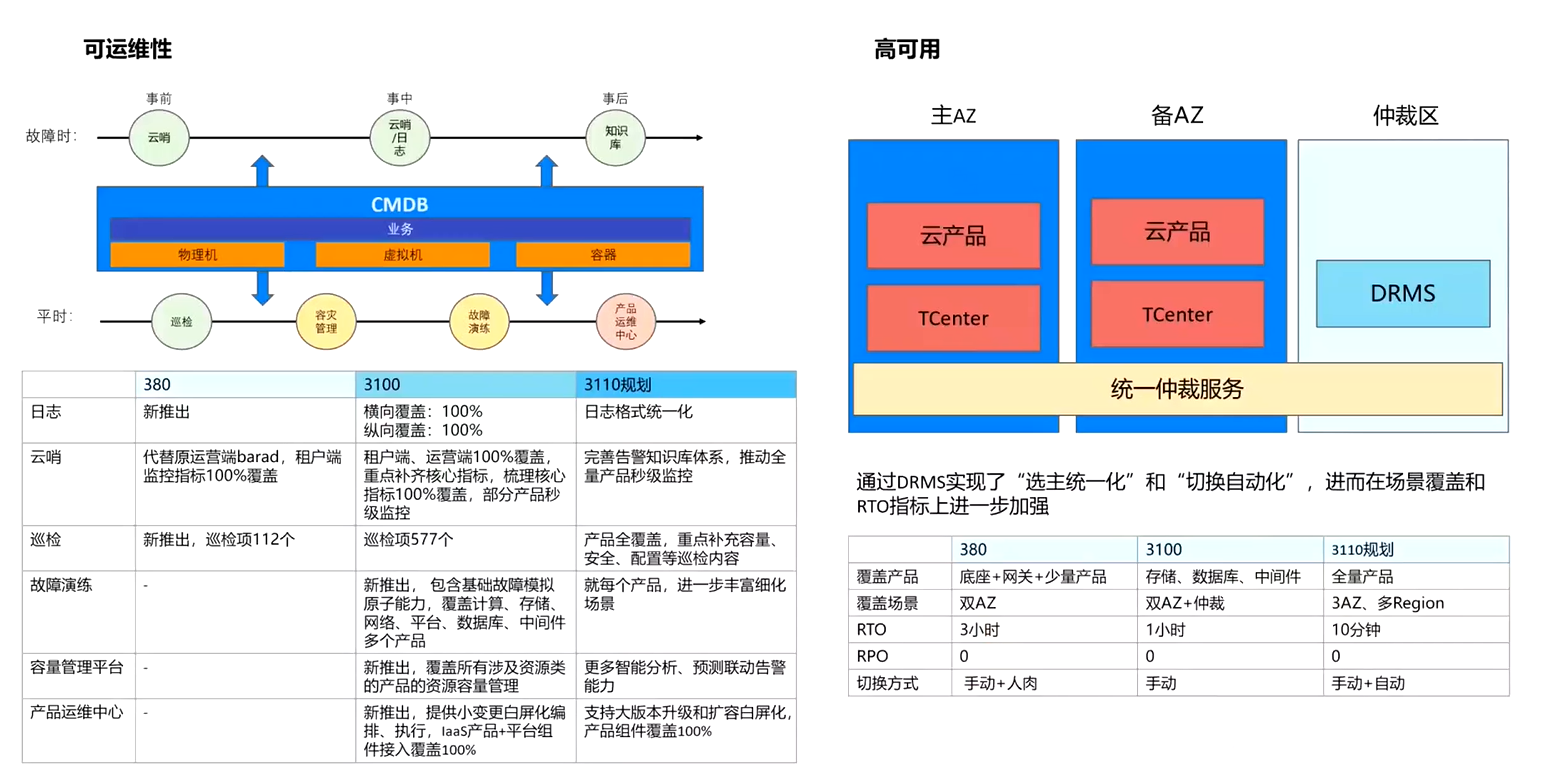 可运维性
事前
事中
事后
故障时：
云哨
云哨
/日
志
知识
库
CMDB
业务
物理机
虚拟机
容器
平时：
巡检
容灾
管理
故障
演练
产品
运维
中心
380
3100
3110规划
日志
新推出
横向覆盖：100%
纵向覆盖：100%
日志格式统一化
云哨
代替原运营端barad，租户端
监控指标100%覆盖
租户端、运营端100%覆盖，
重点补齐核心指标，梳理核心
指标100%覆盖，部分产品秒
级监控
完善告警知识库体系，推动全
量产品秒级监控
巡检
新推出，巡检项112个
巡检项577个
产品全覆盖，重点补充容量、
安全、配置等巡检内容
故障演练
-
新推出， 包含基础故障模拟
原子能力，覆盖计算、存储、
网络、平台、数据库、中间件
多个产品
就每个产品，进一步丰富细化
场景
容量管理平台
-
新推出，覆盖所有涉及资源类
的产品的资源容量管理
更多智能分析、预测联动告警
能力
产品运维中心
-
新推出，提供小变更白屏化编
排、执行，IaaS产品+平台组
件接入覆盖100%
支持大版本升级和扩容白屏化，
产品组件覆盖100%
高可用
主AZ
备AZ
仲裁区
云产品
云产品
TCenter
TCenter
DRMS
统一仲裁服务
通过DRMS实现了“选主统一化”和“切换自动化”，进而在场景覆盖和
RTO指标上进一步加强
380
3100
3110规划
覆盖产品
底座+网关+少量产品
存储、数据库、中间件
全量产品
覆盖场景
双AZ
双AZ+仲裁
3AZ、多Region
RTO
3小时
1小时
10分钟
RPO
0
0
0
切换方式
手动+人肉
手动
手动+自动